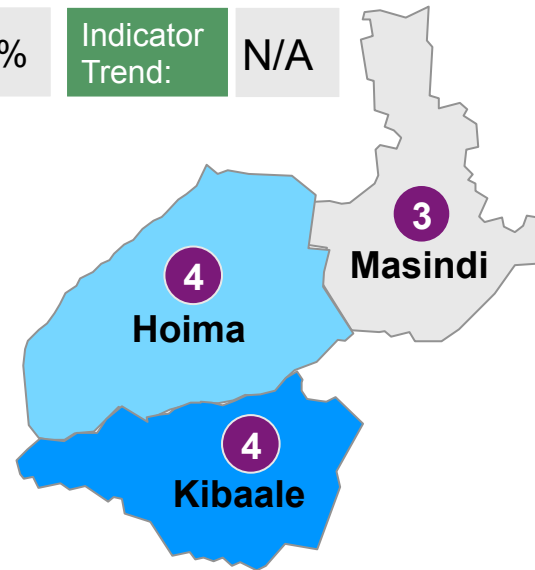 %
Indicator
Trend:
N/A
3
Masindi
4
Hoima
4
Kibaale